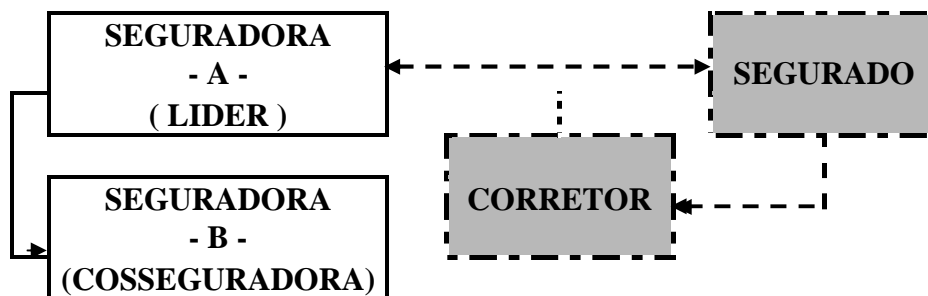 SEGURADORA
- A -
( LIDER )
SEGURADO
CORRETOR
SEGURADORA
- B -
(COSSEGURADORA)